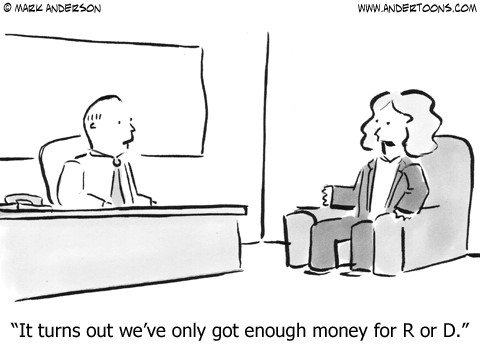 © MARK ANDERSON
WWW.ANDERTOONS.COM
“It turns out we’ve only got enough money for R or D.”